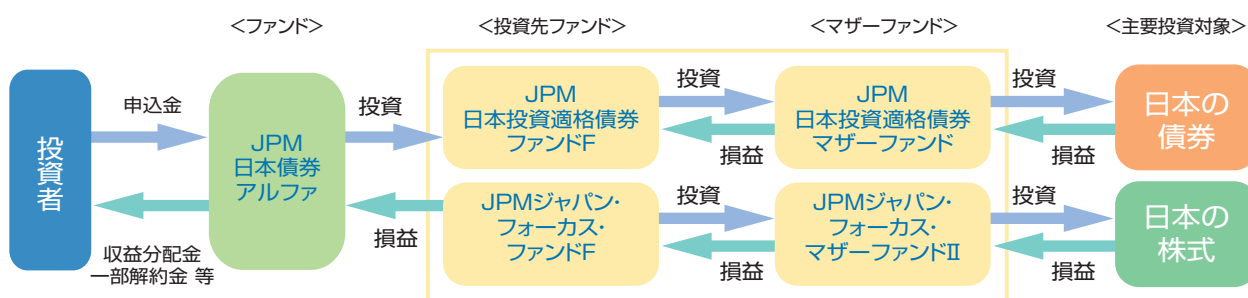 <ファンド>
<投資先ファンド>
<マザーファンド>
<主要投資対象>
投資者
申込金
収益分配金
一部解約金 等
JPM
日本債券
アルファ
投資
損益
JPM
日本投資適格債券
ファンドF
投資
損益
JPM
日本投資適格債券
マザーファンド
投資
損益
日本の
債券
JPMジャパン・
フォーカス・
ファンドF
投資
損益
JPMジャパン・
フォーカス・
マザーファンドⅡ
投資
損益
日本の
株式